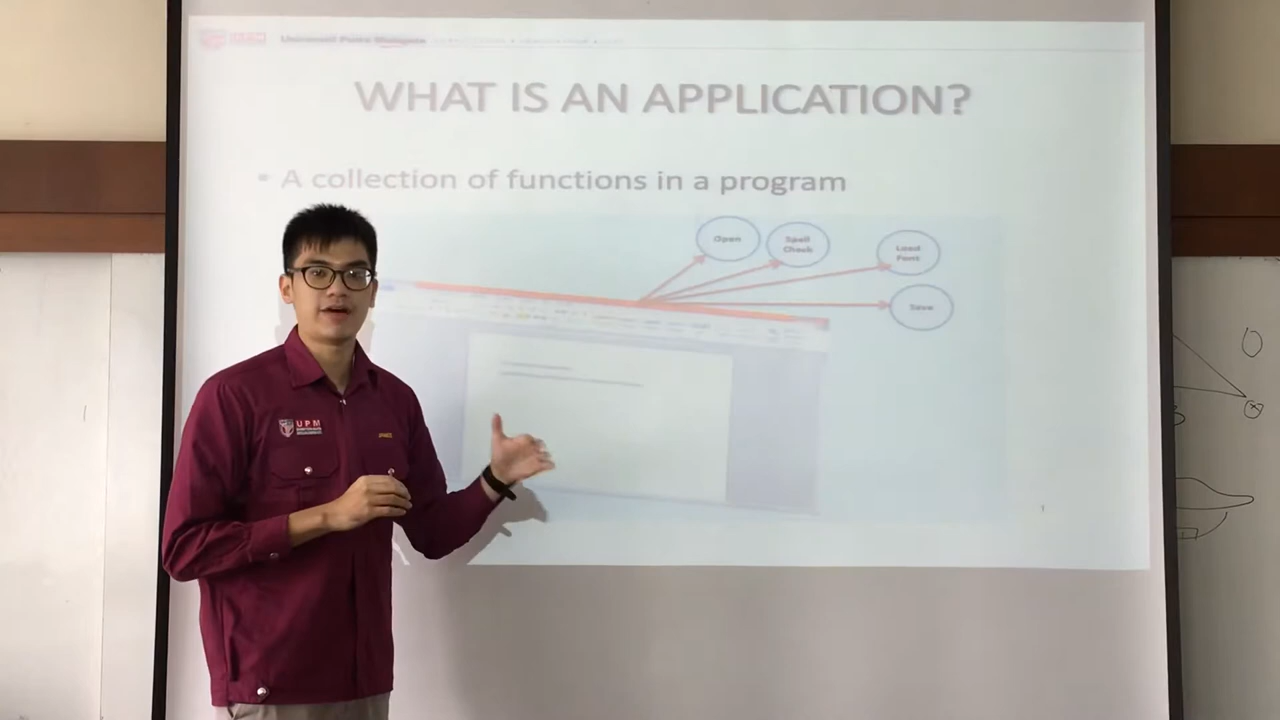 Universiti Putra Malaysia
WHAT IS AN APPLICATION?
• A collection of functions in a program
Open
Spell
Check
Load
Font
Save
UPM
1